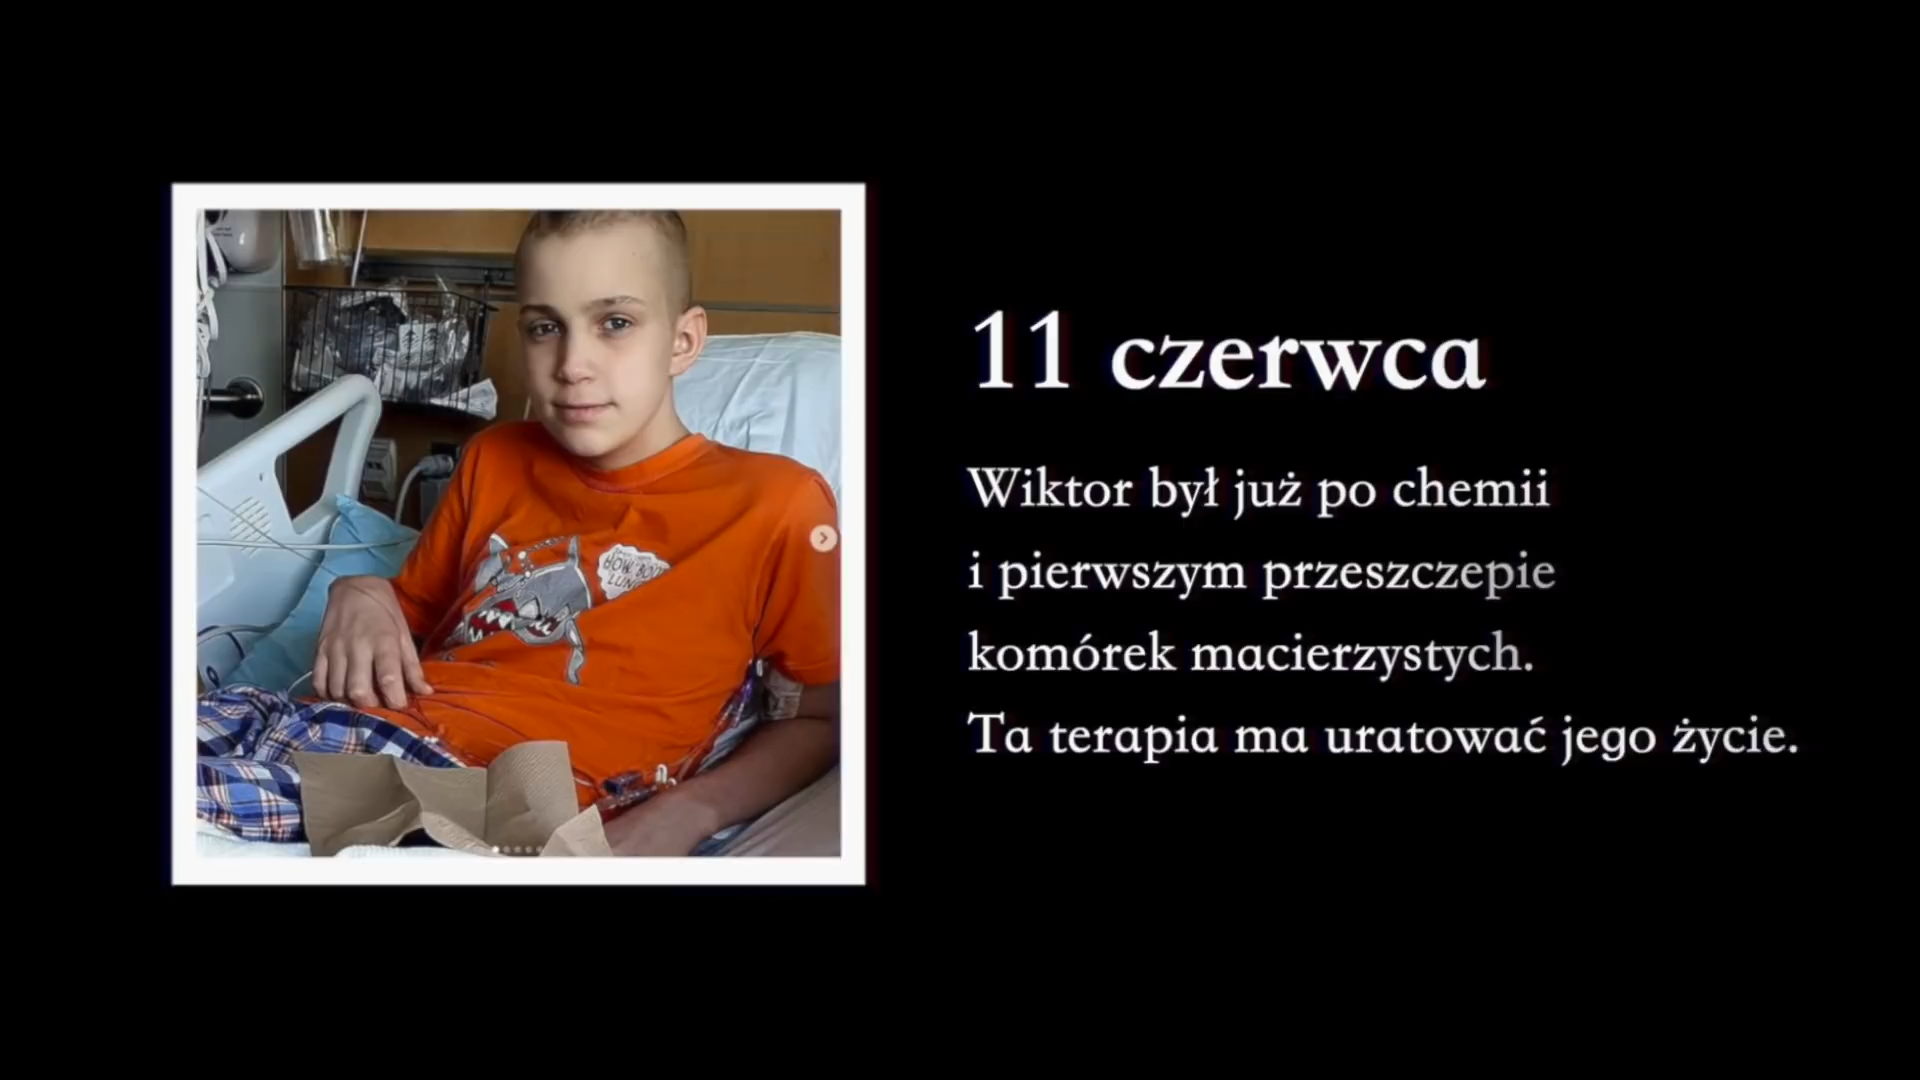 11 czerwca
Wiktor był już po chemii
i pierwszym przeszczepie
komórek macierzystych.
Ta terapia ma uratować jego życie.